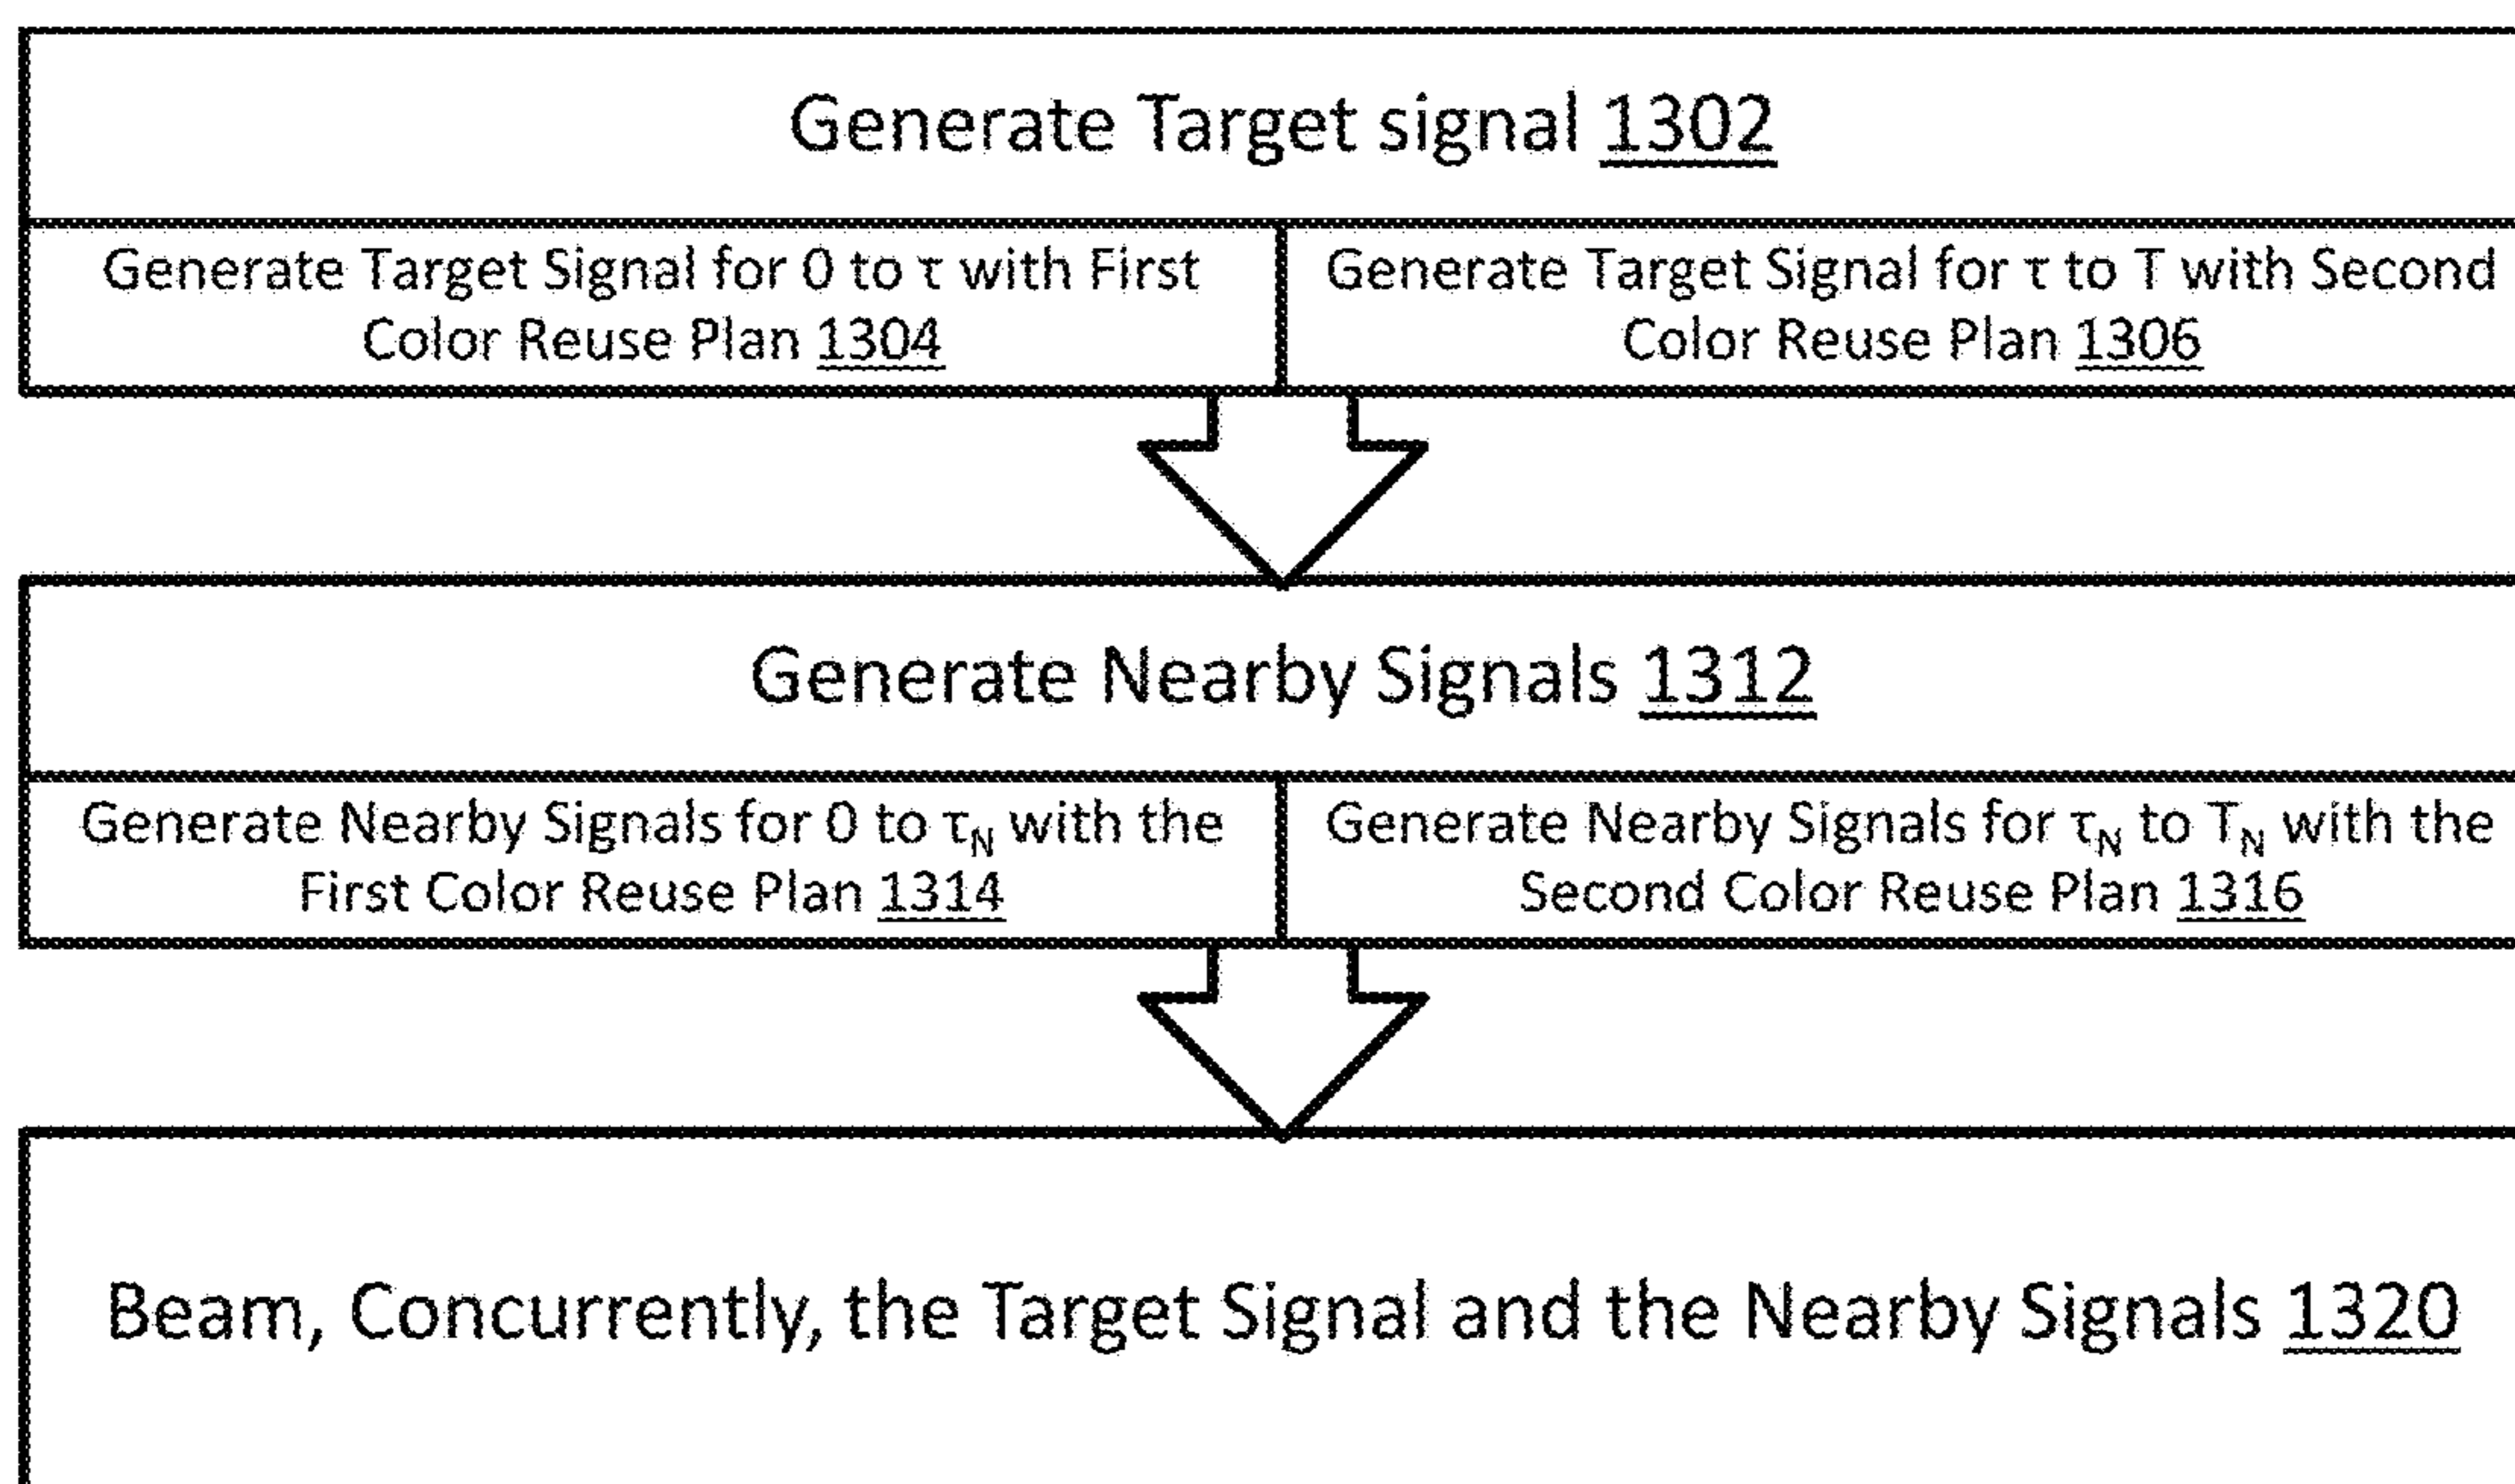 Generate Target signal 1302
Generate Target Signal for 0 to τ with First
Color Reuse Plan 1304
Generate Target Signal for τ to T with Second
Color Reuse Plan 1306
Generate Nearby Signals 1312
Generate Nearby Signals for 0 to τN with the
First Color Reuse Plan 1314
Generate Nearby Signals for τN to TN with the
Second Color Reuse Plan 1316
Beam, Concurrently, the Target Signal and the Nearby Signals 1320